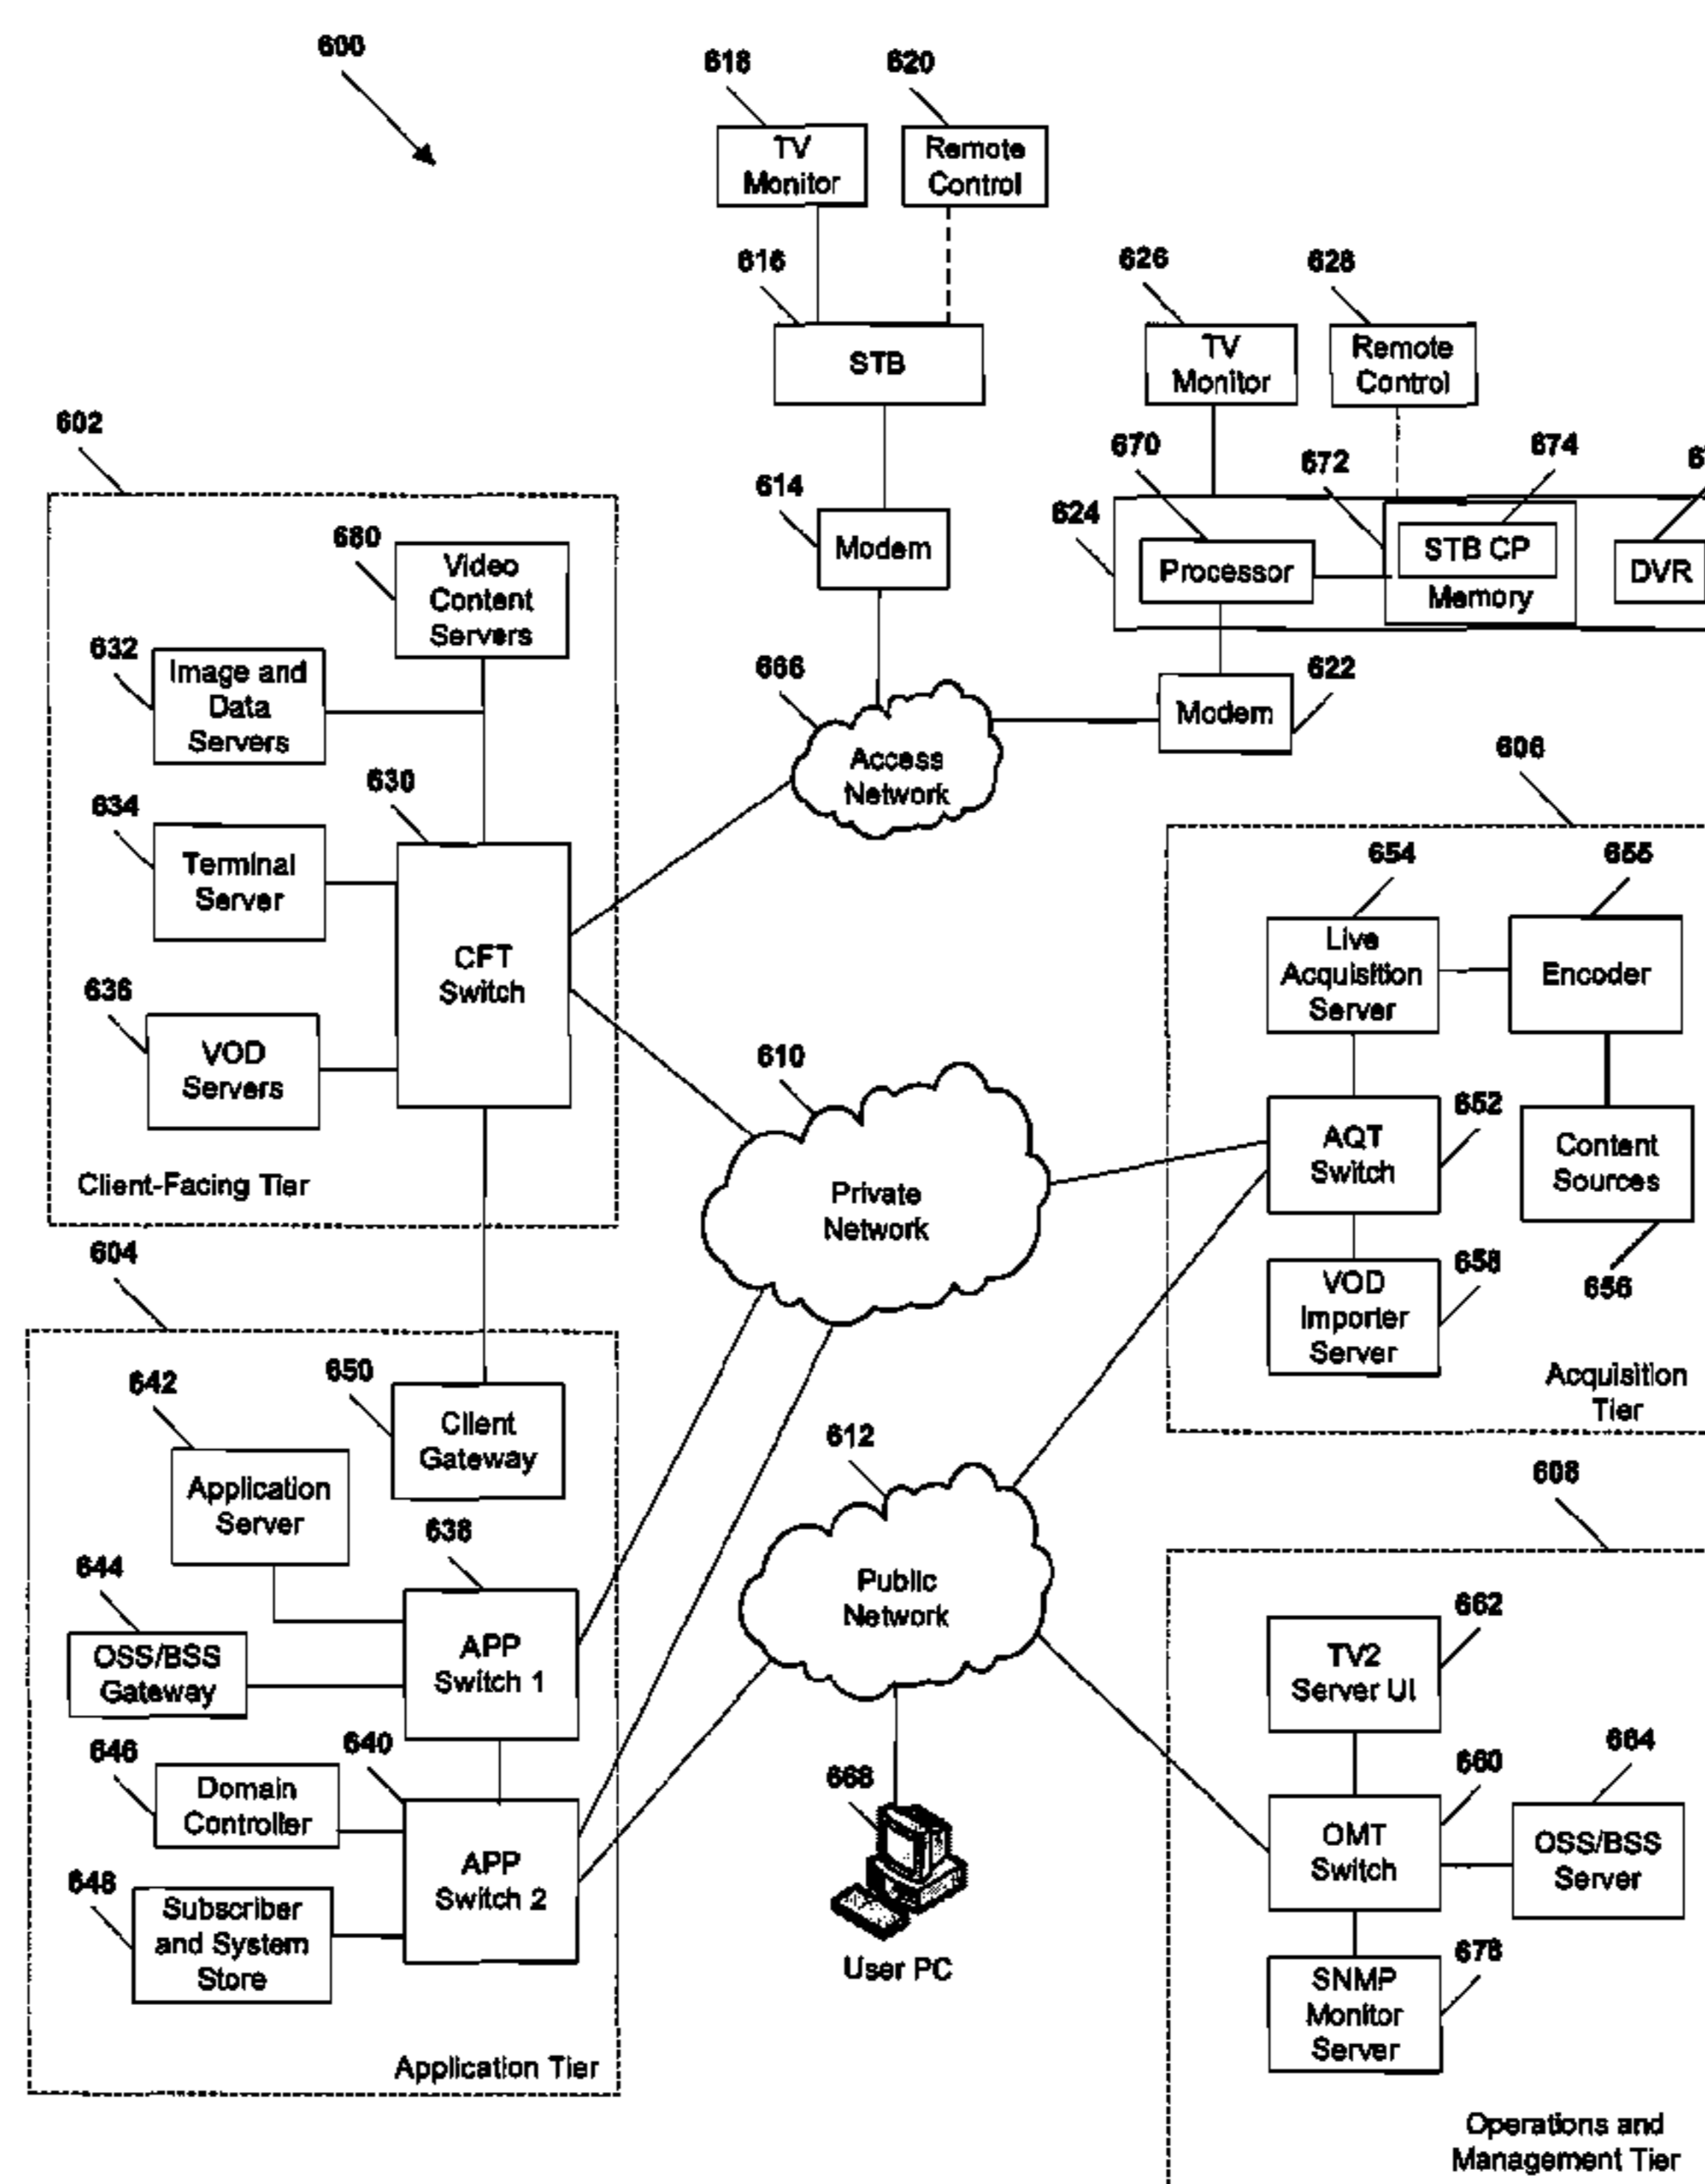 600
618
620
TV
Monitor
Remote
Control
616
626
628
STB
TV
Monitor
Remote
Control
602
670
672
674
614
624
680
Modem
STB CP
Processor
DVR
Memory
Video
Content
Servers
632
666
622
Image and
Data
Servers
Modem
Access
Network
606
630
634
654
655
Terminal
Server
Live
Acquisition
Server
Encoder
CFT
Switch
636
VOD
Servers
610
652
AQT
Switch
Content
Sources
Client-Facing Tier
Private
Network
604
658
656
VOD
Importer
Server
650
642
Acquisition
Tier
Client
Gateway
612
608
Application
Server
638
644
Public
Network
662
APP
Switch 1
TV2
Server UI
OSS/BSS
Gateway
646
640
668
660
664
Domain
Controller
OMT
Switch
OSS/BSS
Server
APP
Switch 2
648
Subscriber
and System
Store
User PC
678
SNMP
Monitor
Server
Application Tier
Operations and
Management Tier